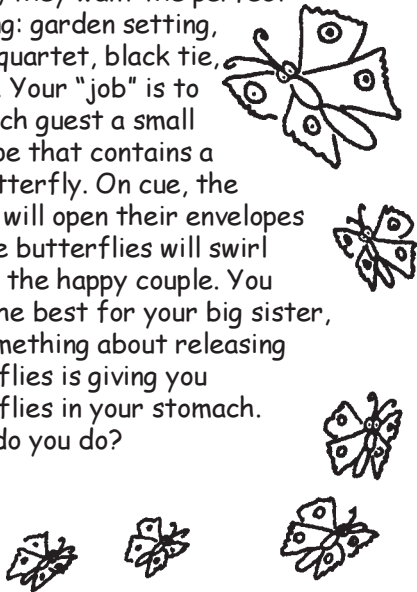 they want the perfect
ng: garden setting,
quartet, black tie,
. Your “job” is to
ch guest a small
pe that contains a
tterfly. On cue, the
will open their envelopes
e butterflies will swirl
the happy couple. You
he best for your big sister,
mething about releasing
flies is giving you
flies in your stomach.
do you do?